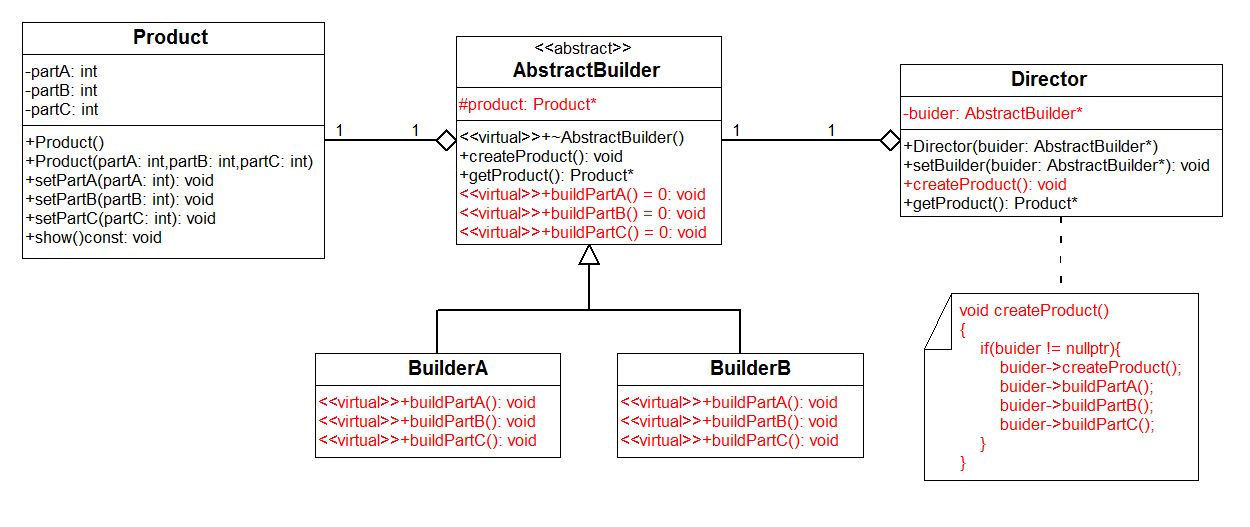 Product
-partA: int
-partB: int
-partC: int
+Product()
+Product(partA: int,partB: int,partC: int)
+setPartA(partA: int): void
+setPartB(partB: int): void
+setPartC(partC: int): void
+show()const: void
1
1
<<abstract>>
AbstractBuilder
#product: Product*
<<virtual>>+~AbstractBuilder()
+createProduct(): void
+getProduct(): Product*
<<virtual>>+buildPartA() = 0: void
<<virtual>>+buildPartB() = 0: void
<<virtual>>+buildPartC() = 0: void
1
1
Director
-buider: AbstractBuilder*
+Director(buider: AbstractBuilder*)
+setBuilder(buider: AbstractBuilder*): void
+createProduct(): void
+getProduct(): Product*
BuilderA
<<virtual>>+buildPartA(): void
<<virtual>>+buildPartB(): void
<<virtual>>+buildPartC(): void
BuilderB
<<virtual>>+buildPartA(): void
<<virtual>>+buildPartB(): void
<<virtual>>+buildPartC(): void
void createProduct()
{
if(buider != nullptr){
buider->createProduct();
buider->buildPartA();
buider->buildPartB();
buider->buildPartC();
}
}